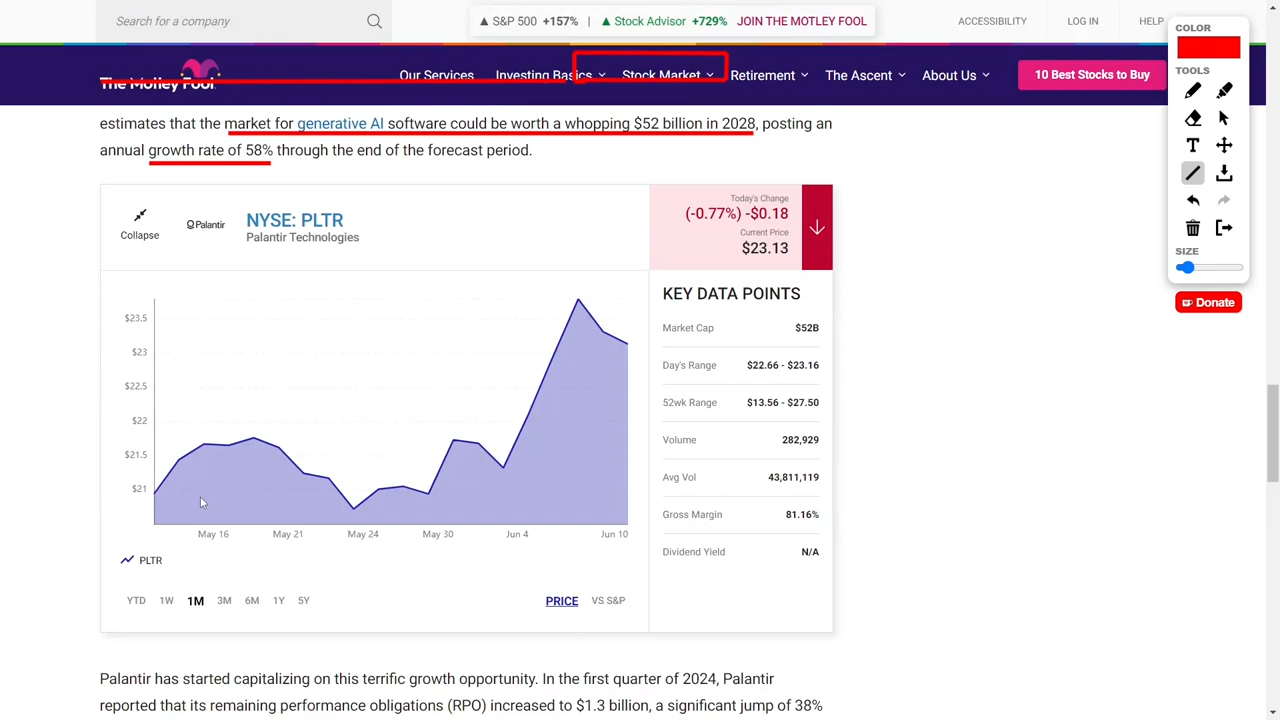 Search for a company
▲ S&P 500 +157% | ▲ Stock Advisor +729% JOIN THE MOTLEY FOOL
ACCESSIBILITY LOG IN HELP
The Motley Fool
Our Services Investing Basics Stock Market Retirement The Ascent About Us 10 Best Stocks to Buy
estimates that the market for generative AI software could be worth a whopping $52 billion in 2028, posting an
annual growth rate of 58% through the end of the forecast period.
Collapse
Palantir
NYSE: PLTR
Palantir Technologies
Today's Change
(-0.77%) -$0.18
Current Price
$23.13
$23.5
$23
$22.5
$22
$21.5
$21
May 16 May 21 May 24 May 30 Jun 4 Jun 10
PLTR
YTD 1W 1M 3M 6M 1Y 5Y
PRICE VS S&P
KEY DATA POINTS
Market Cap $52B
Day's Range $22.66 - $23.16
52wk Range $13.56 - $27.50
Volume 282,929
Avg Vol 43,811,119
Gross Margin 81.16%
Dividend Yield N/A
Palantir has started capitalizing on this terrific growth opportunity. In the first quarter of 2024, Palantir
reported that its remaining performance obligations (RPO) increased to $1.3 billion, a significant jump of 38%
COLOR
TOOLS
T
SIZE
Donate